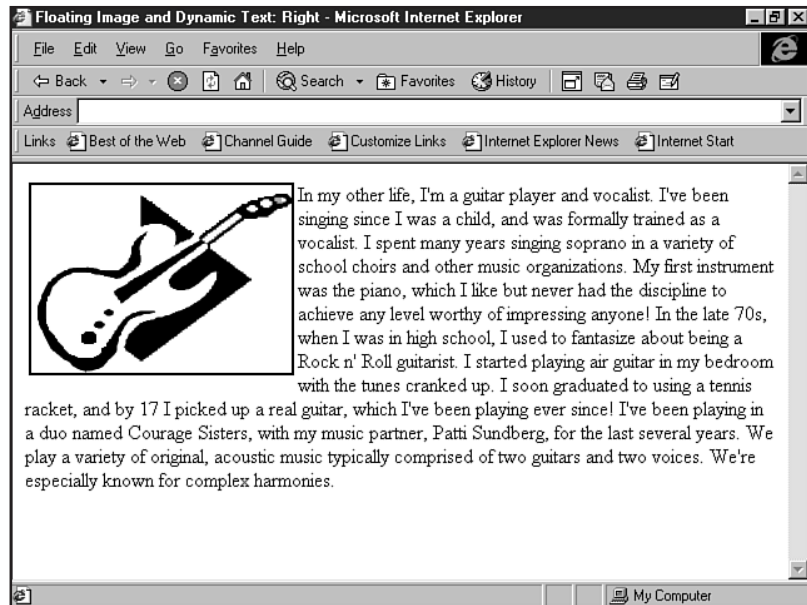 Floating Image and Dynamic Text: Right - Microsoft Internet Explorer
File Edit View Go Favorites Help
Back Search Favorites History
Address
Links Best of the Web Channel Guide Customize Links Internet Explorer News Internet Start
In my other life, I'm a guitar player and vocalist. I've been
singing since I was a child, and was formally trained as a
vocalist. I spent many years singing soprano in a variety of
school choirs and other music organizations. My first instrument
was the piano, which I like but never had the discipline to
achieve any level worthy of impressing anyone! In the late 70s,
when I was in high school, I used to fantasize about being a
Rock n' Roll guitarist. I started playing air guitar in my bedroom
with the tunes cranked up. I soon graduated to using a tennis
racket, and by 17 I picked up a real guitar, which I've been playing ever since! I've been playing in
a duo named Courage Sisters, with my music partner, Patti Sundberg, for the last several years. We
play a variety of original, acoustic music typically comprised of two guitars and two voices. We're
especially known for complex harmonies.
My Computer